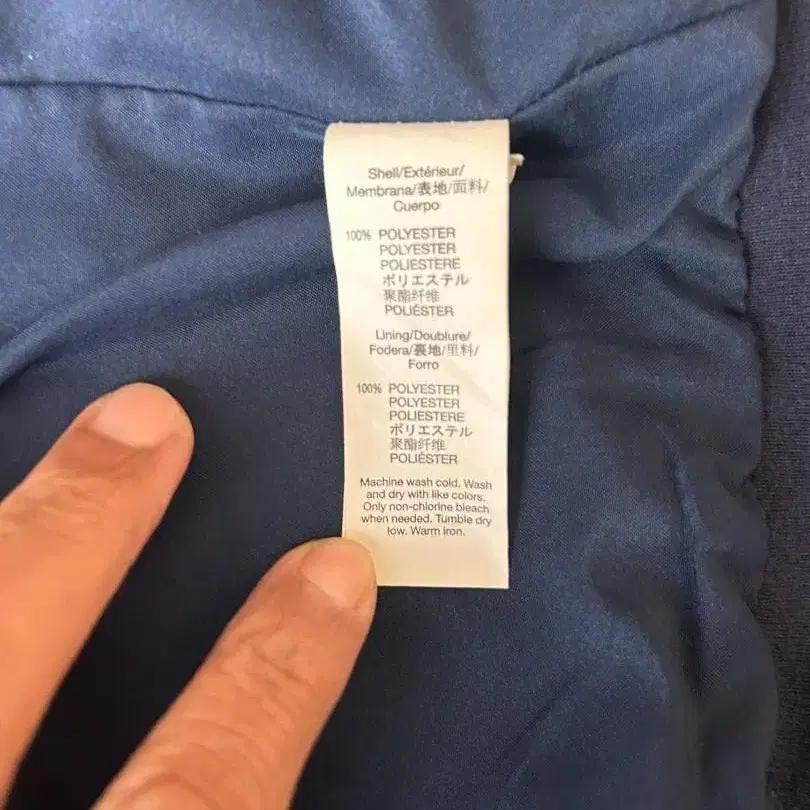 Shell/Extérieur/
Membrana/表地/面料/
Cuerpo
100% POLYESTER
POLYESTER
POLIESTERE
ポリエステル
聚酯纤维
POLIÉSTER
Lining/Doublure/
Fodera/裏地/里料/
Forro
100% POLYESTER
POLYESTER
POLIESTERE
ポリエステル
聚酯纤维
POLIÉSTER
Machine wash cold. Wash
and dry with like colors.
Only non-chlorine bleach
when needed. Tumble dry
low. Warm iron.